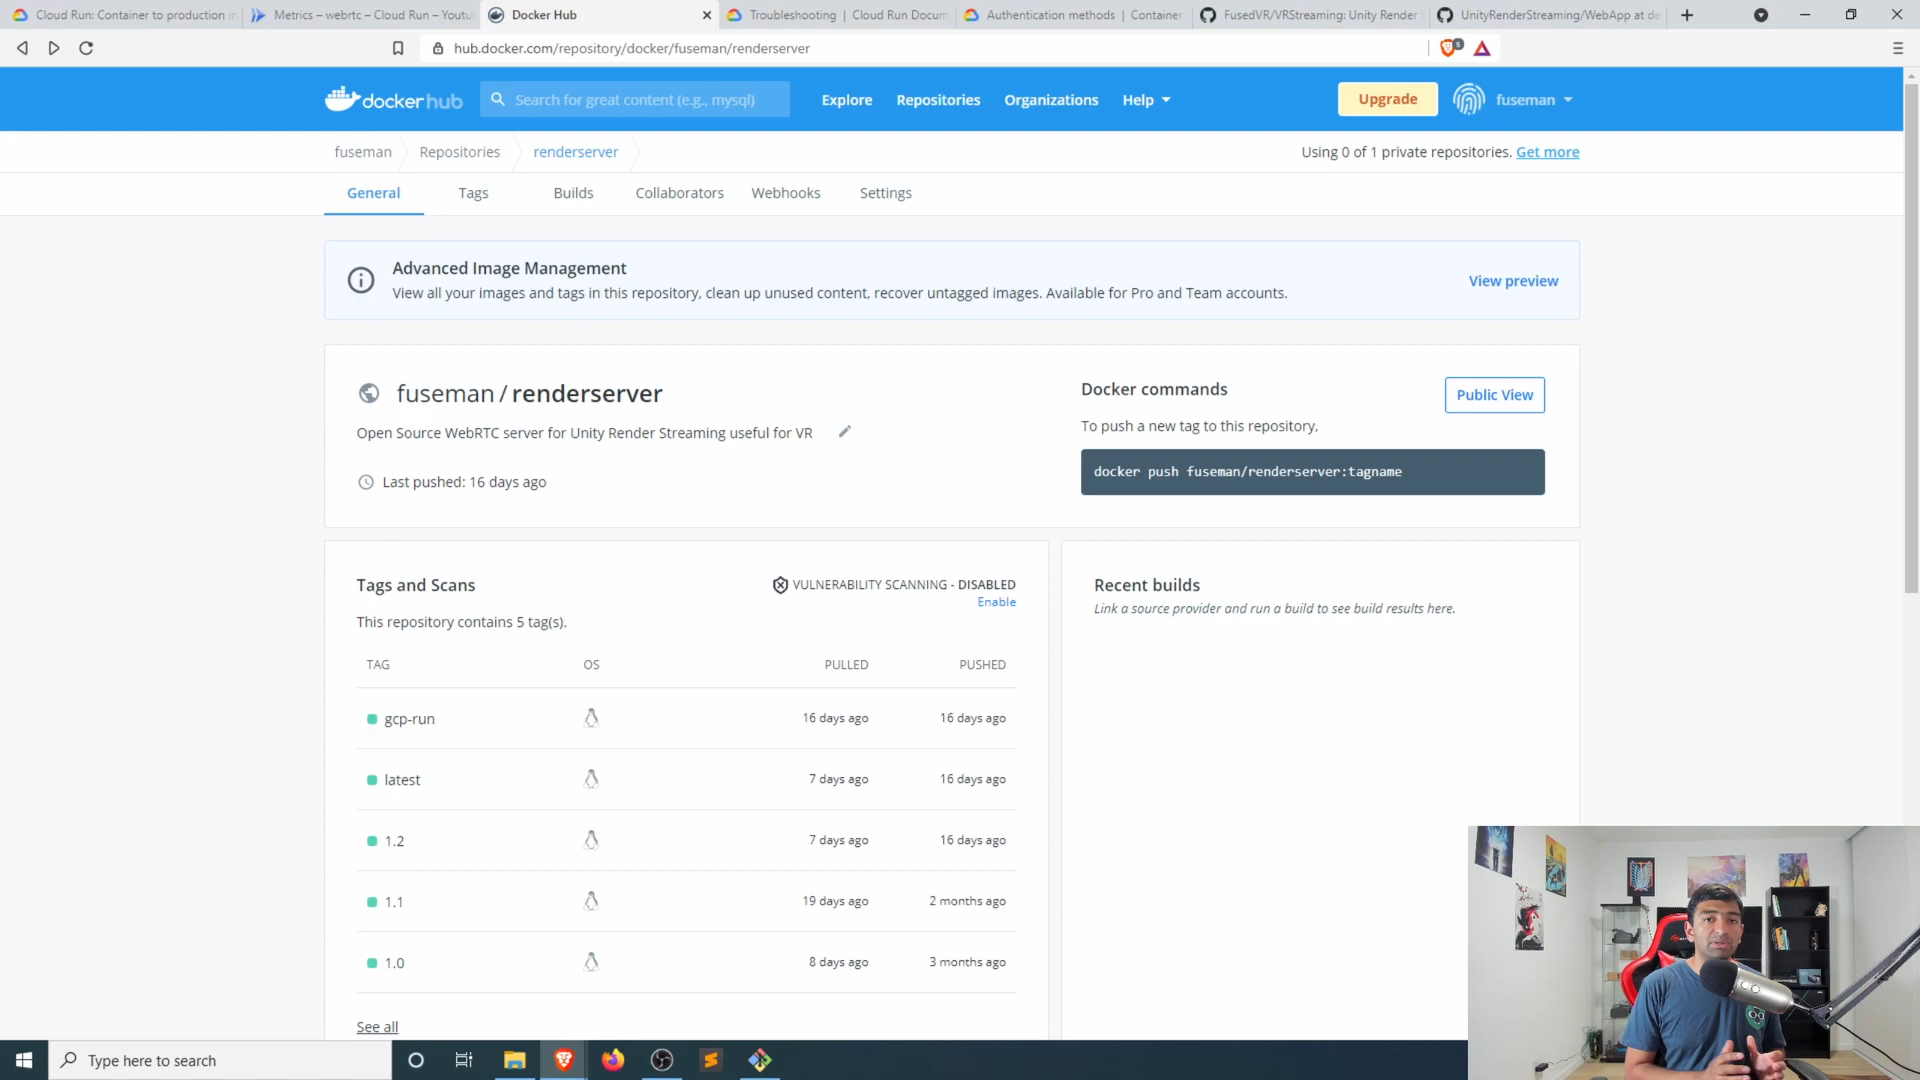 Cloud Run: Container to production in
Metrics – webrtc – Cloud Run – Youtu
Docker Hub
Troubleshooting | Cloud Run Docum
Authentication methods | Container
FusedVR/VRStreaming: Unity Render S
UnityRenderStreaming/WebApp at de
hub.docker.com/repository/docker/fuseman/renderserver
docker hub
Search for great content (e.g., mysql)
Explore
Repositories
Organizations
Help
Upgrade
fuseman
fuseman
Repositories
renderserver
Using 0 of 1 private repositories. Get more
General
Tags
Builds
Collaborators
Webhooks
Settings
Advanced Image Management
View all your images and tags in this repository, clean up unused content, recover untagged images. Available for Pro and Team accounts.
View preview
fuseman / renderserver
Open Source WebRTC server for Unity Render Streaming useful for VR
Last pushed: 16 days ago
Docker commands
Public View
To push a new tag to this repository,
docker push fuseman/renderserver:tagname
Tags and Scans
VULNERABILITY SCANNING - DISABLED
Enable
This repository contains 5 tag(s).
TAG OS PULLED PUSHED
gcp-run 16 days ago 16 days ago
latest 7 days ago 16 days ago
1.2 7 days ago 16 days ago
1.1 19 days ago 2 months ago
1.0 8 days ago 3 months ago
See all
Recent builds
Link a source provider and run a build to see build results here.
Type here to search